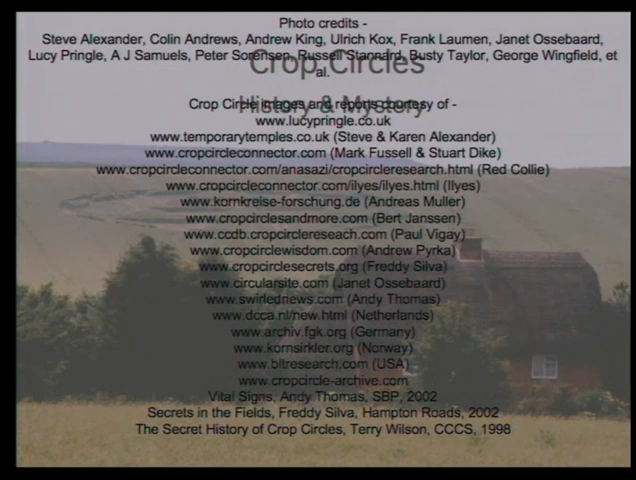 Photo credits -
Steve Alexander, Colin Andrews, Andrew King, Ulrich Kox, Frank Laumen, Janet Ossebaard,
Lucy Pringle, A J Samuels, Peter Sorensen, Russell Stannard, Busty Taylor, George Wingfield, et
al.
Crop Circles
History & Mystery
Crop Circle images and reports courtesy of -
www.lucypringle.co.uk
www.temporarytemples.co.uk (Steve & Karen Alexander)
www.cropcircleconnector.com (Mark Fussell & Stuart Dike)
www.cropcircleconnector.com/anasazi/cropcircleresearch.html (Red Collie)
www.cropcircleconnector.com/ilyes/ilyes.html (Ilyes)
www.kornkreise-forschung.de (Andreas Muller)
www.cropcirclesandmore.com (Bert Janssen)
www.ccdb.cropcirclereseach.com (Paul Vigay)
www.cropcirclewisdom.com (Andrew Pyrka)
www.cropcirclesecrets.org (Freddy Silva)
www.circularsite.com (Janet Ossebaard)
www.swirlednews.com (Andy Thomas)
www.dcca.nl/new.html (Netherlands)
www.archiv.fgk.org (Germany)
www.kornsirkler.org (Norway)
www.bltresearch.com (USA)
www.cropcircle-archive.com
Vital Signs, Andy Thomas, SBP, 2002
Secrets in the Fields, Freddy Silva, Hampton Roads, 2002
The Secret History of Crop Circles, Terry Wilson, CCCS, 1998